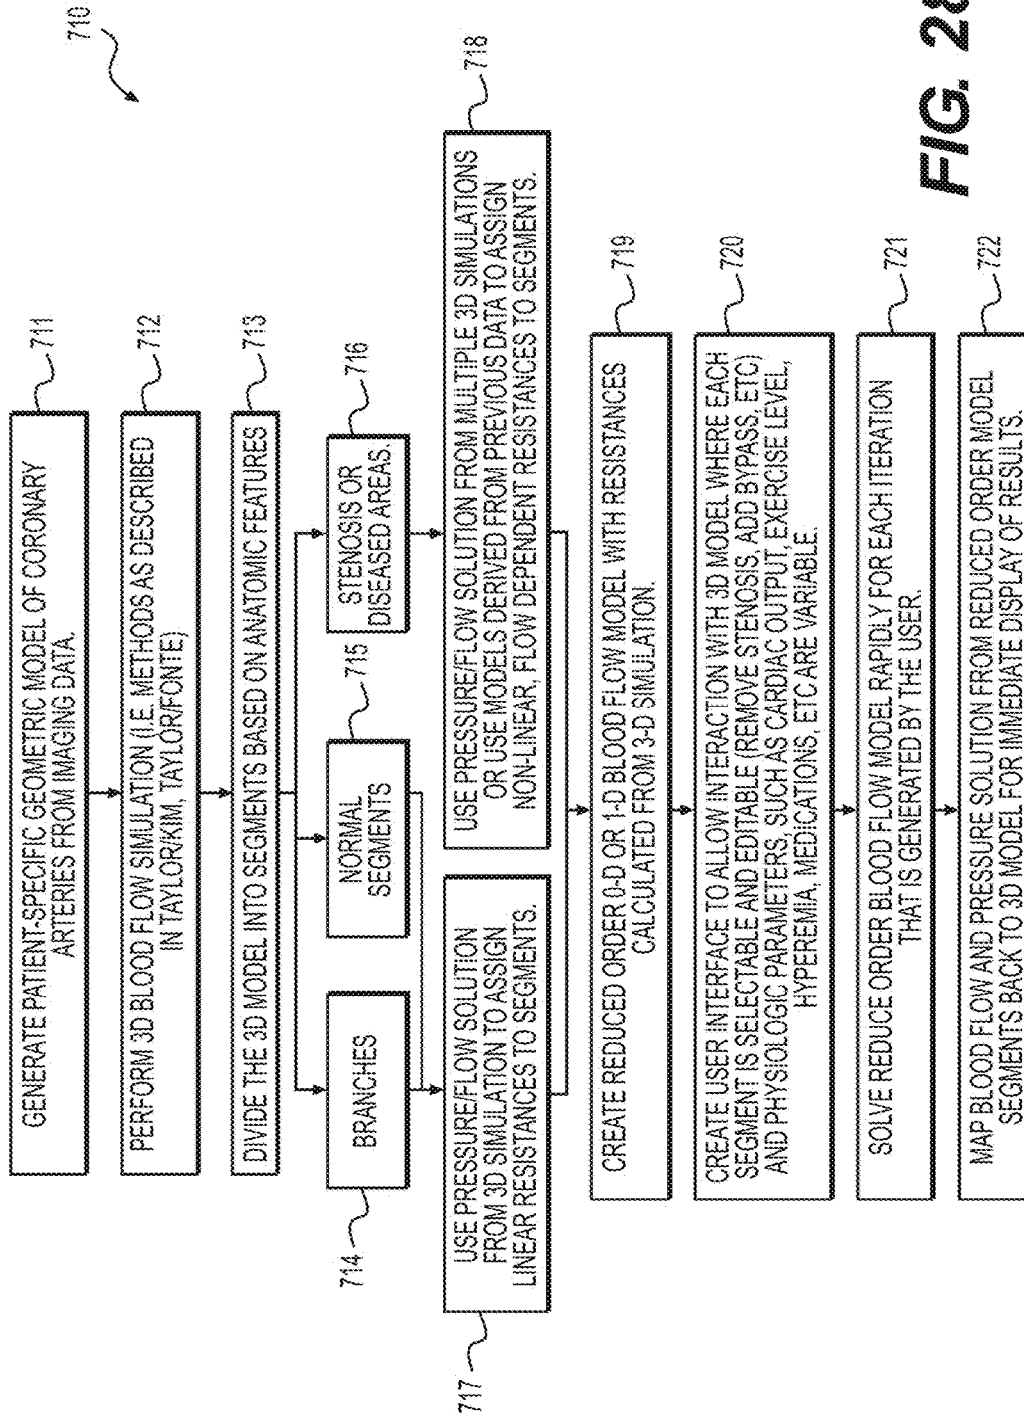 710
GENERATE PATIENT-SPECIFIC GEOMETRIC MODEL OF CORONARY
ARTERIES FROM IMAGING DATA.
711
PERFORM 3D BLOOD FLOW SIMULATION (I.E. METHODS AS DESCRIBED
IN TAYLOR/KIM, TAYLOR/FONTE).
712
DIVIDE THE 3D MODEL INTO SEGMENTS BASED ON ANATOMIC FEATURES
713
BRANCHES
714
NORMAL
SEGMENTS
715
STENOSIS OR
DISEASED AREAS.
716
USE PRESSURE/FLOW SOLUTION
FROM 3D SIMULATION TO ASSIGN
LINEAR RESISTANCES TO SEGMENTS.
717
USE PRESSURE/FLOW SOLUTION FROM MULTIPLE 3D SIMULATIONS
OR USE MODELS DERIVED FROM PREVIOUS DATA TO ASSIGN
NON-LINEAR, FLOW DEPENDENT RESISTANCES TO SEGMENTS.
718
CREATE REDUCED ORDER 0-D OR 1-D BLOOD FLOW MODEL WITH RESISTANCES
CALCULATED FROM 3-D SIMULATION.
719
CREATE USER INTERFACE TO ALLOW INTERACTION WITH 3D MODEL WHERE EACH
SEGMENT IS SELECTABLE AND EDITABLE (REMOVE STENOSIS, ADD BYPASS, ETC)
AND PHYSIOLOGIC PARAMETERS, SUCH AS CARDIAC OUTPUT, EXERCISE LEVEL,
HYPEREMIA, MEDICATIONS, ETC ARE VARIABLE.
720
SOLVE REDUCE ORDER BLOOD FLOW MODEL RAPIDLY FOR EACH ITERATION
THAT IS GENERATED BY THE USER.
721
MAP BLOOD FLOW AND PRESSURE SOLUTION FROM REDUCED ORDER MODEL
SEGMENTS BACK TO 3D MODEL FOR IMMEDIATE DISPLAY OF RESULTS.
722
FIG. 28